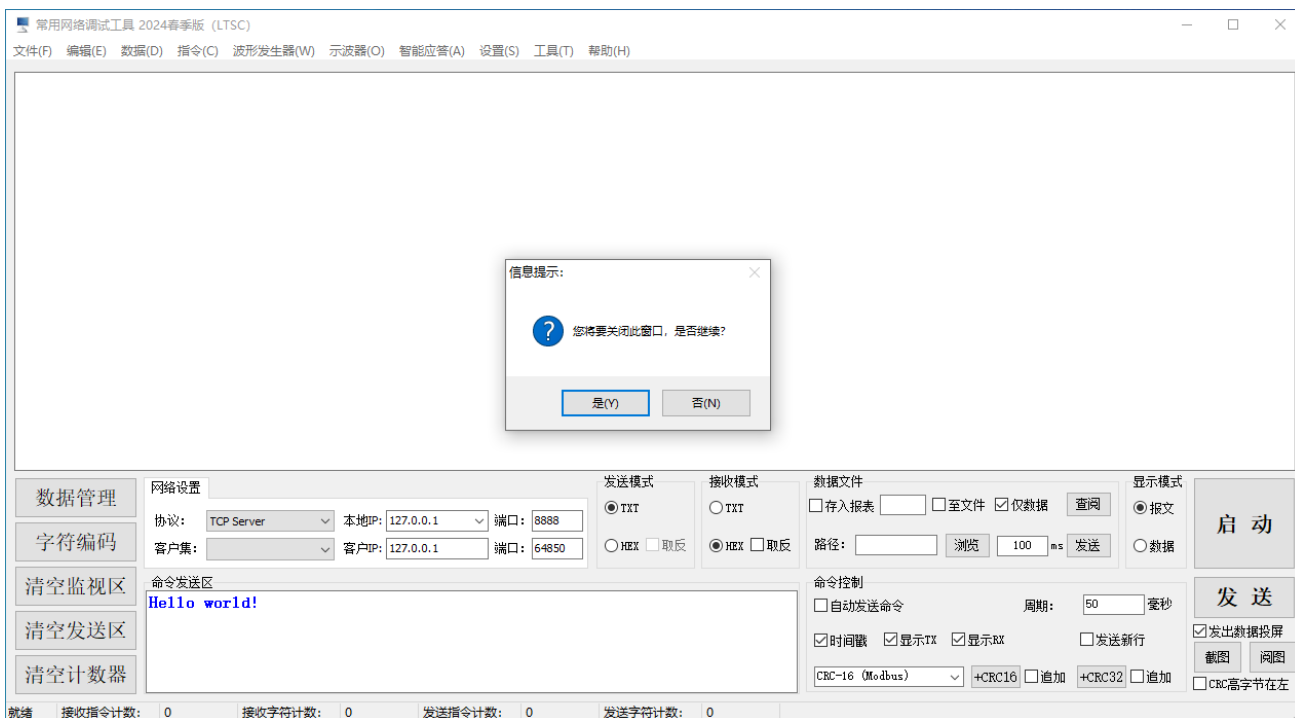 常用网络调试工具 2024春季版（LTSC）
文件(F) 编辑(E) 数据(D) 指令(C) 波形发生器(W) 示波器(O) 智能应答(A) 设置(S) 工具(T) 帮助(H)
信息提示:
您将要关闭此窗口，是否继续?
是(Y) 否(N)
数据管理
字符编码
清空监视区
清空发送区
清空计数器
网络设置
协议: TCP Server 本地IP: 127.0.0.1 端口: 8888
客户集: 客户IP: 127.0.0.1 端口: 64850
发送模式
TXT
HEX 取反
接收模式
TXT
HEX 取反
数据文件
存入报表 至文件 仅数据 查阅
路径: 浏览 100 ms 发送
显示模式
报文
数据
启 动
命令发送区
Hello world!
命令控制
自动发送命令 周期: 50 毫秒
时间戳 显示TX 显示RX 发送新行
CRC-16 (Modbus) +CRC16 追加 +CRC32 追加
发 送
发出数据投屏
截图 阅图
CRC高字节在左
就绪 接收指令计数: 0 接收字符计数: 0 发送指令计数: 0 发送字符计数: 0